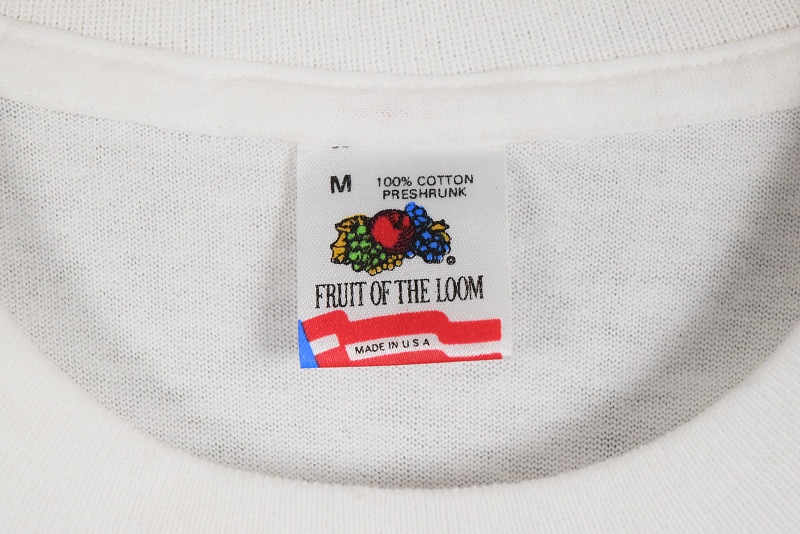 M 100% COTTON
PRESHRUNK
®
FRUIT OF THE LOOM
MADE IN U S A